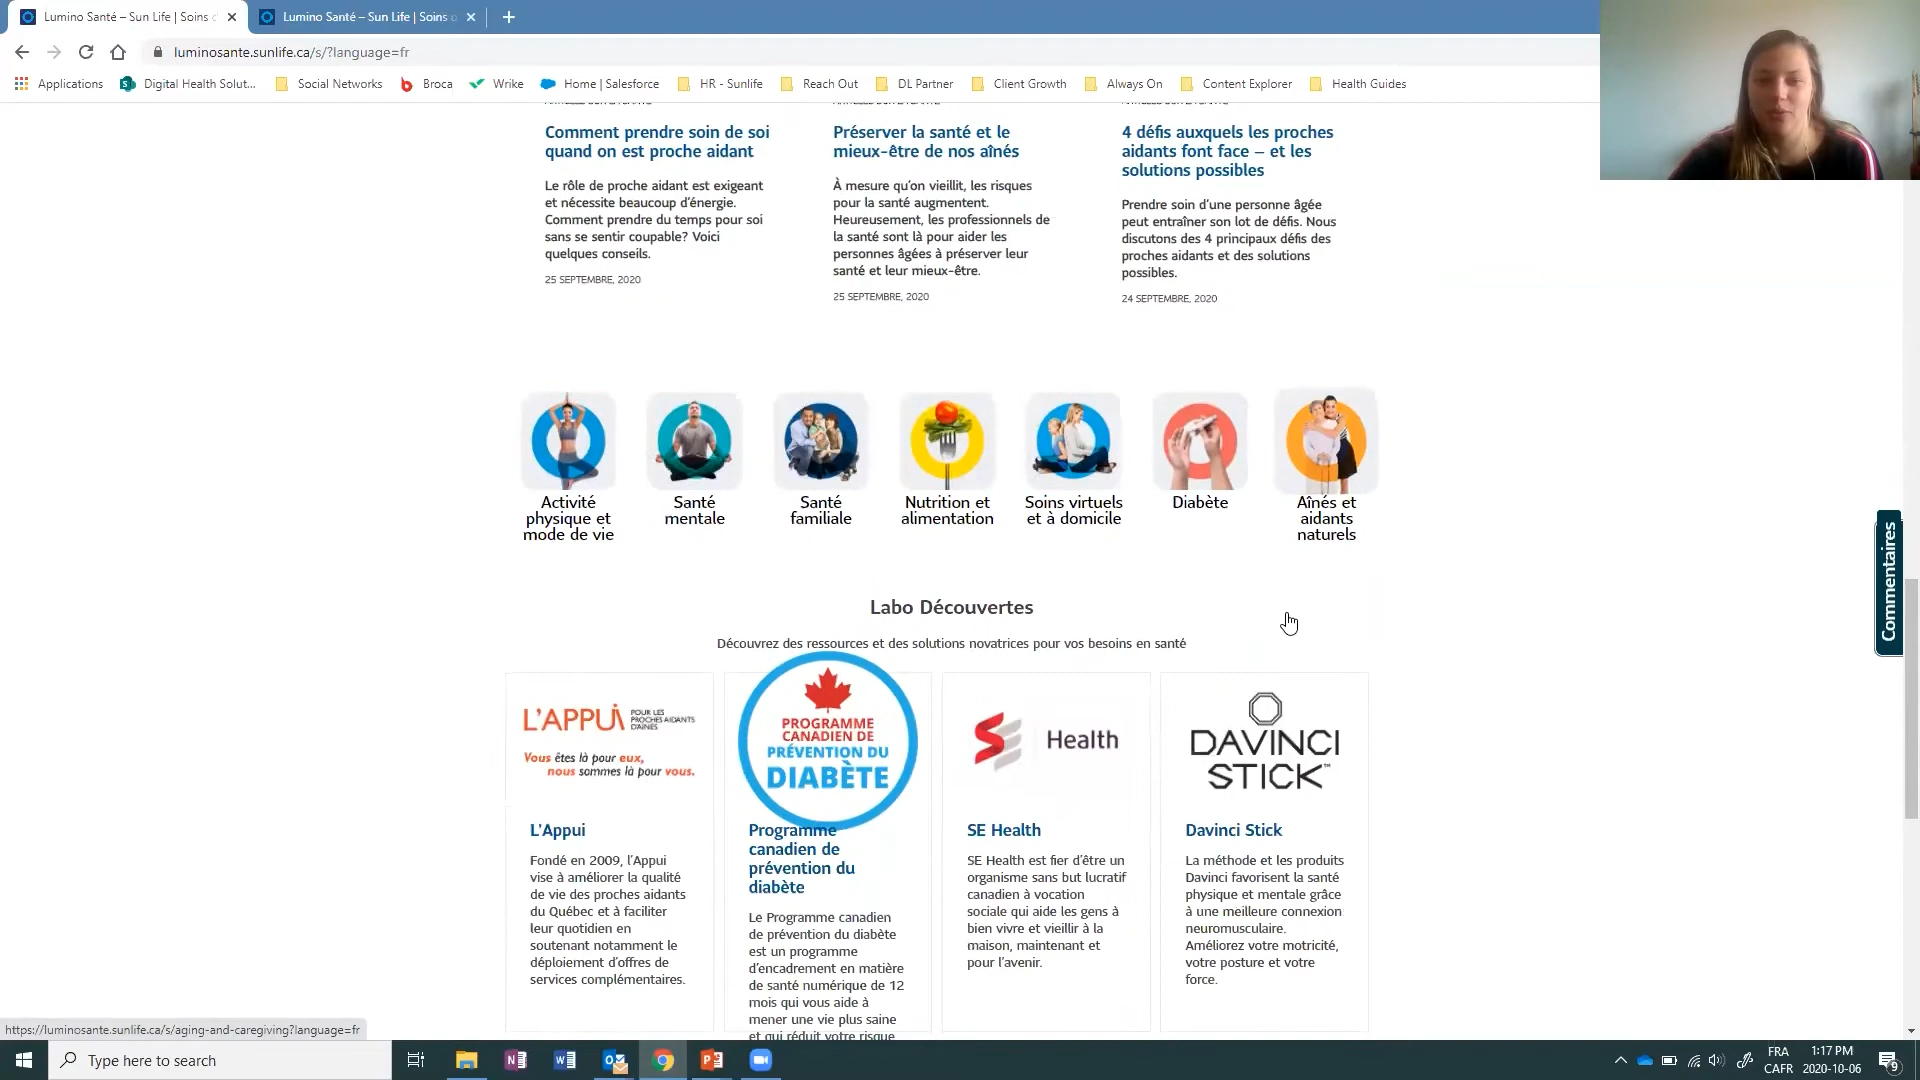 Lumino Santé – Sun Life | Soins
Lumino Santé – Sun Life | Soins
luminosante.sunlife.ca/s/?language=fr
Applications
Digital Health Solut...
Social Networks
Broca
Wrike
Home | Salesforce
HR - Sunlife
Reach Out
DL Partner
Client Growth
Always On
Content Explorer
Health Guides
Comment prendre soin de soi
quand on est proche aidant
Le rôle de proche aidant est exigeant
et nécessite beaucoup d'énergie.
Comment prendre du temps pour soi
sans se sentir coupable? Voici
quelques conseils.
25 SEPTEMBRE, 2020
Préserver la santé et le
mieux-être de nos aînés
À mesure qu'on vieillit, les risques
pour la santé augmentent.
Heureusement, les professionnels de
la santé sont là pour aider les
personnes âgées à préserver leur
santé et leur mieux-être.
25 SEPTEMBRE, 2020
4 défis auxquels les proches
aidants font face – et les
solutions possibles
Prendre soin d'une personne âgée
peut entraîner son lot de défis. Nous
discutons des 4 principaux défis des
proches aidants et des solutions
possibles.
24 SEPTEMBRE, 2020
Activité
physique et
mode de vie
Santé
mentale
Santé
familiale
Nutrition et
alimentation
Soins virtuels
et à domicile
Diabète
Aînés et
aidants
naturels
Commentaires
Labo Découvertes
Découvrez des ressources et des solutions novatrices pour vos besoins en santé
L'APPUI
POUR LES
PROCHES AIDANTS
D'AÎNÉS
Vous êtes là pour eux,
nous sommes là pour vous.
L'Appui
Fondé en 2009, l'Appui
vise à améliorer la qualité
de vie des proches aidants
du Québec et à faciliter
leur quotidien en
soutenant notamment le
déploiement d'offres de
services complémentaires.
PROGRAMME
CANADIEN DE
PRÉVENTION DU
DIABÈTE
Programme
canadien de
prévention du
diabète
Le Programme canadien
de prévention du diabète
est un programme
d'encadrement en matière
de santé numérique de 12
mois qui vous aide à
mener une vie plus saine
et qui réduit votre risque
Health
SE Health
SE Health est fier d'être un
organisme sans but lucratif
canadien à vocation
sociale qui aide les gens à
bien vivre et vieillir à la
maison, maintenant et
pour l'avenir.
DAVINCI
STICK™
Davinci Stick
La méthode et les produits
Davinci favorisent la santé
physique et mentale grâce
à une meilleure connexion
neuromusculaire.
Améliorez votre motricité,
votre posture et votre
force.
https://luminosante.sunlife.ca/s/aging-and-caregiving?language=fr
Type here to search
FRA
CAFR
1:17 PM
2020-10-06
9